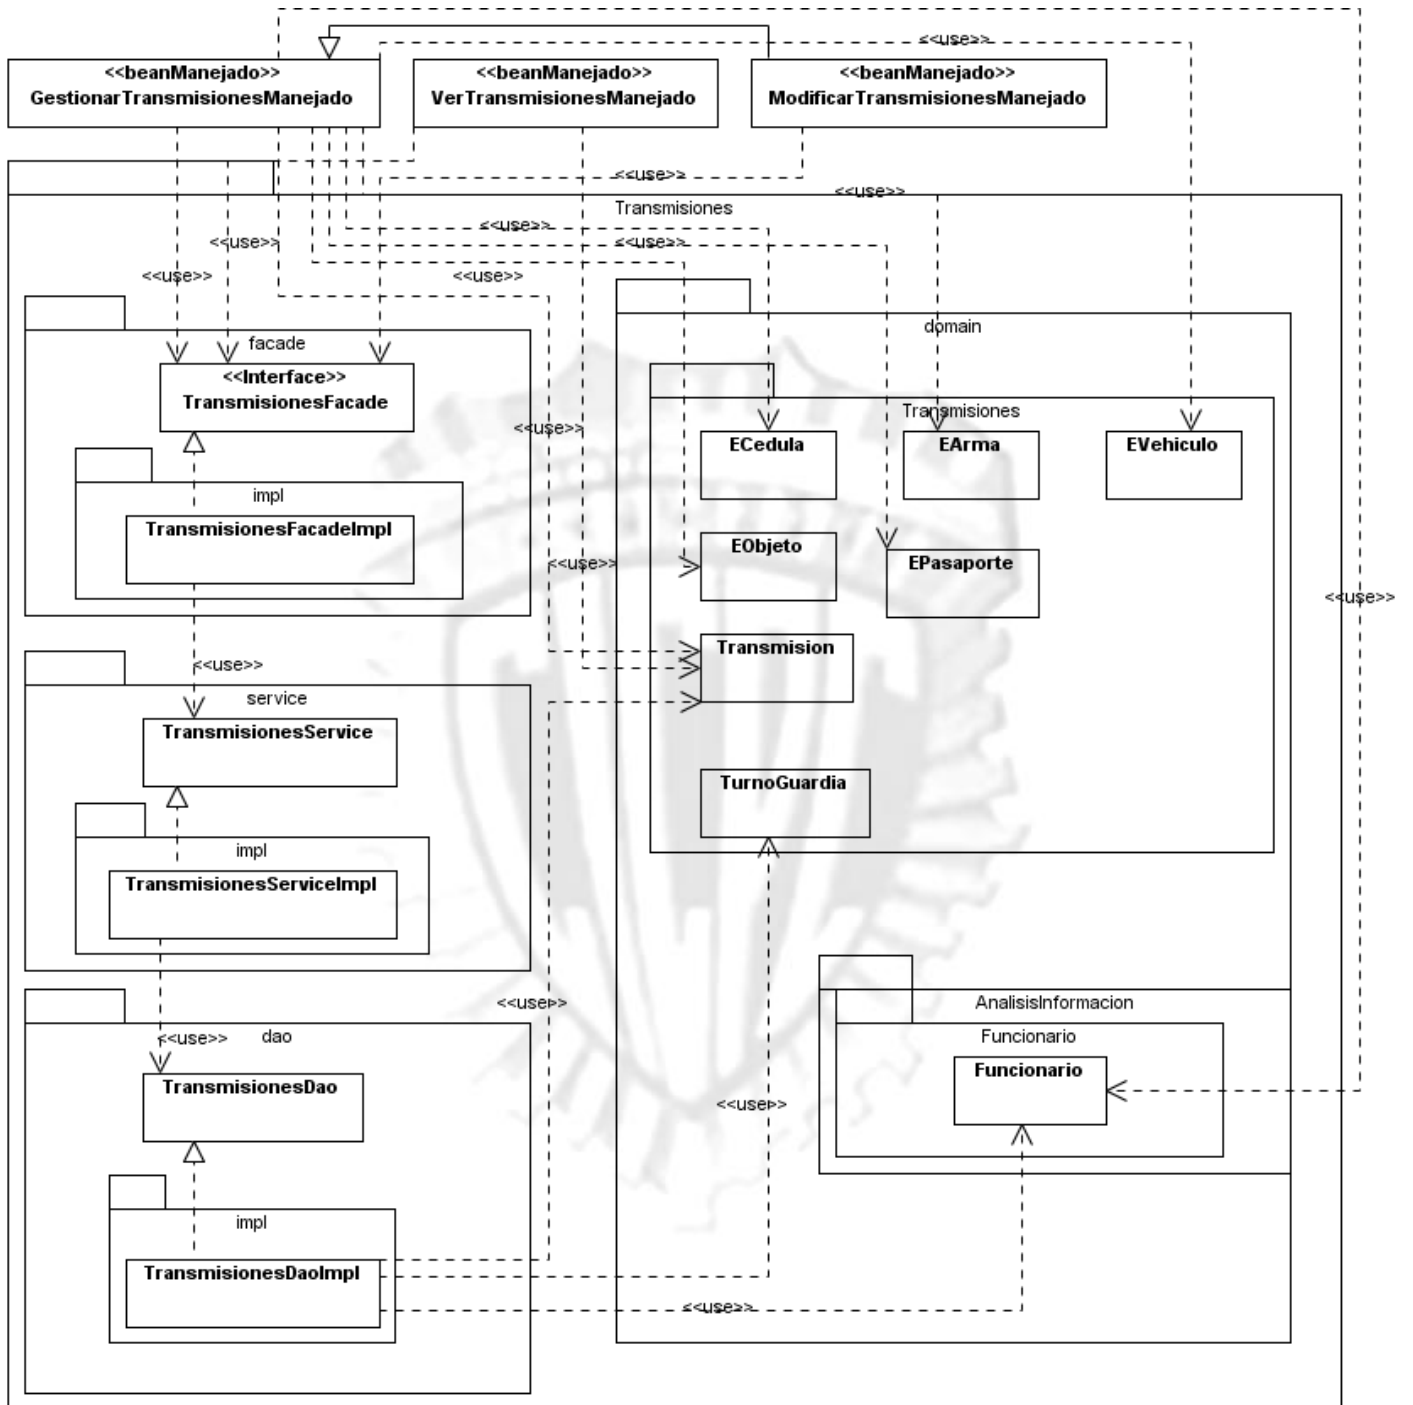 <<use>>
<<beanManejado>>
GestionarTransmisionesManejado
<<beanManejado>>
VerTransmisionesManejado
<<beanManejado>>
ModificarTransmisionesManejado
<<use>>
<<use>>
Transmisiones
<<use>>
<<use>>
<<use>>
<<use>>
<<use>>
domain
facade
<<Interface>>
TransmisionesFacade
Transmisiones
<<use>>
ECedula
EArma
EVehiculo
impl
TransmisionesFacadeImpl
EObjeto
EPasaporte
<<use>>
<<use>>
Transmision
<<use>>
service
TransmisionesService
TurnoGuardia
impl
TransmisionesServiceImpl
<<use>>
AnalisisInformacion
<<use>>
dao
Funcionario
Funcionario
TransmisionesDao
<<use>>
impl
TransmisionesDaoImpl
<<use>>